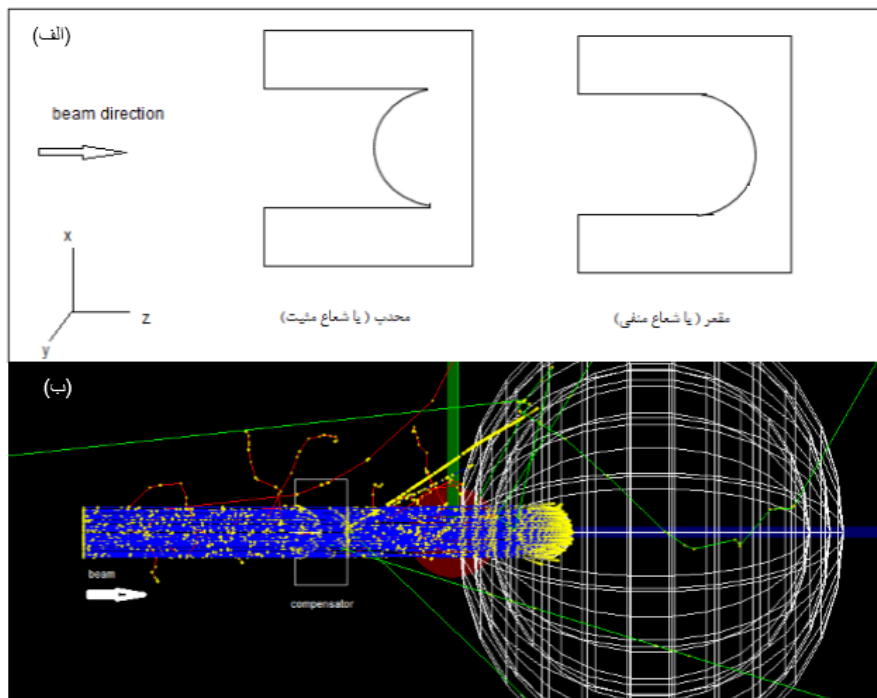 (الف)
beam direction
x
z
y
محدب ( یا شعاع مثبت)
مقعر ( یا شعاع منفی)
(ب)
beam
compensator